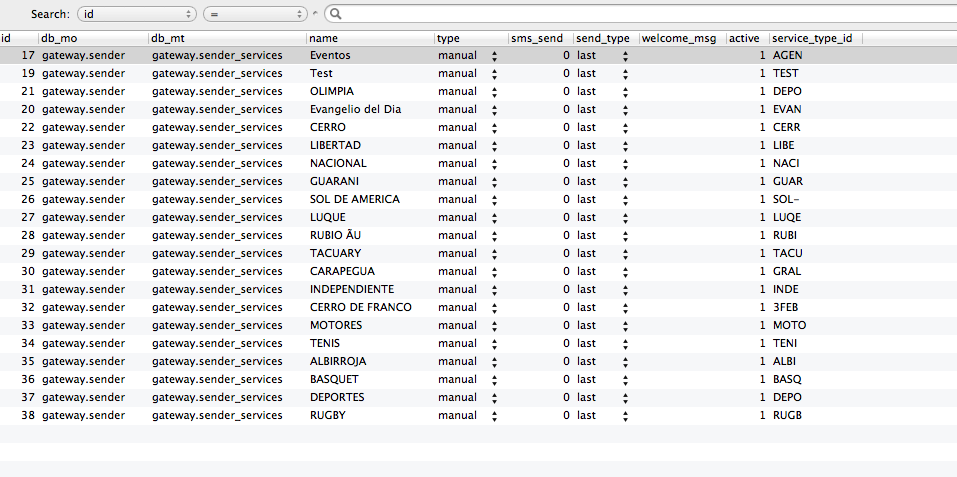 Search: id =
id db_mo db_mt name type sms_send send_type welcome_msg active service_type_id
17 gateway.sender gateway.sender_services Eventos manual 0 last 1 AGEN
19 gateway.sender gateway.sender_services Test manual 0 last 1 TEST
21 gateway.sender gateway.sender_services OLIMPIA manual 0 last 1 DEPO
20 gateway.sender gateway.sender_services Evangelio del Dia manual 0 last 1 EVAN
22 gateway.sender gateway.sender_services CERRO manual 0 last 1 CERR
23 gateway.sender gateway.sender_services LIBERTAD manual 0 last 1 LIBE
24 gateway.sender gateway.sender_services NACIONAL manual 0 last 1 NACI
25 gateway.sender gateway.sender_services GUARANI manual 0 last 1 GUAR
26 gateway.sender gateway.sender_services SOL DE AMERICA manual 0 last 1 SOL-
27 gateway.sender gateway.sender_services LUQUE manual 0 last 1 LUQE
28 gateway.sender gateway.sender_services RUBIO ÃU manual 0 last 1 RUBI
29 gateway.sender gateway.sender_services TACUARY manual 0 last 1 TACU
30 gateway.sender gateway.sender_services CARAPEGUA manual 0 last 1 GRAL
31 gateway.sender gateway.sender_services INDEPENDIENTE manual 0 last 1 INDE
32 gateway.sender gateway.sender_services CERRO DE FRANCO manual 0 last 1 3FEB
33 gateway.sender gateway.sender_services MOTORES manual 0 last 1 MOTO
34 gateway.sender gateway.sender_services TENIS manual 0 last 1 TENI
35 gateway.sender gateway.sender_services ALBIRROJA manual 0 last 1 ALBI
36 gateway.sender gateway.sender_services BASQUET manual 0 last 1 BASQ
37 gateway.sender gateway.sender_services DEPORTES manual 0 last 1 DEPO
38 gateway.sender gateway.sender_services RUGBY manual 0 last 1 RUGB